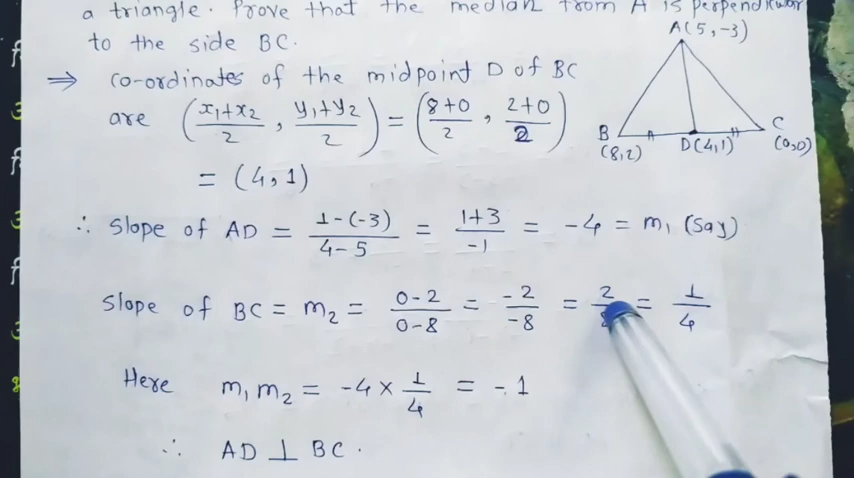 a triangle. Prove that the median from A is perpendicular
to the side BC.
⇒ Co-ordinates of the midpoint D of BC
are (x₁+x₂/2 , y₁+y₂/2) = (8+0/2 , 2+0/2)
= (4,1)
A(5,-3)
B
(8,2)
D(4,1)
C
(0,0)
∴ Slope of AD = 1-(-3)/4-5 = 1+3/-1 = -4 = m₁ (Say)
Slope of BC = m₂ = 0-2/0-8 = -2/-8 = 2/8 = 1/4
Here m₁m₂ = -4 × 1/4 = -1
∴ AD ⊥ BC.